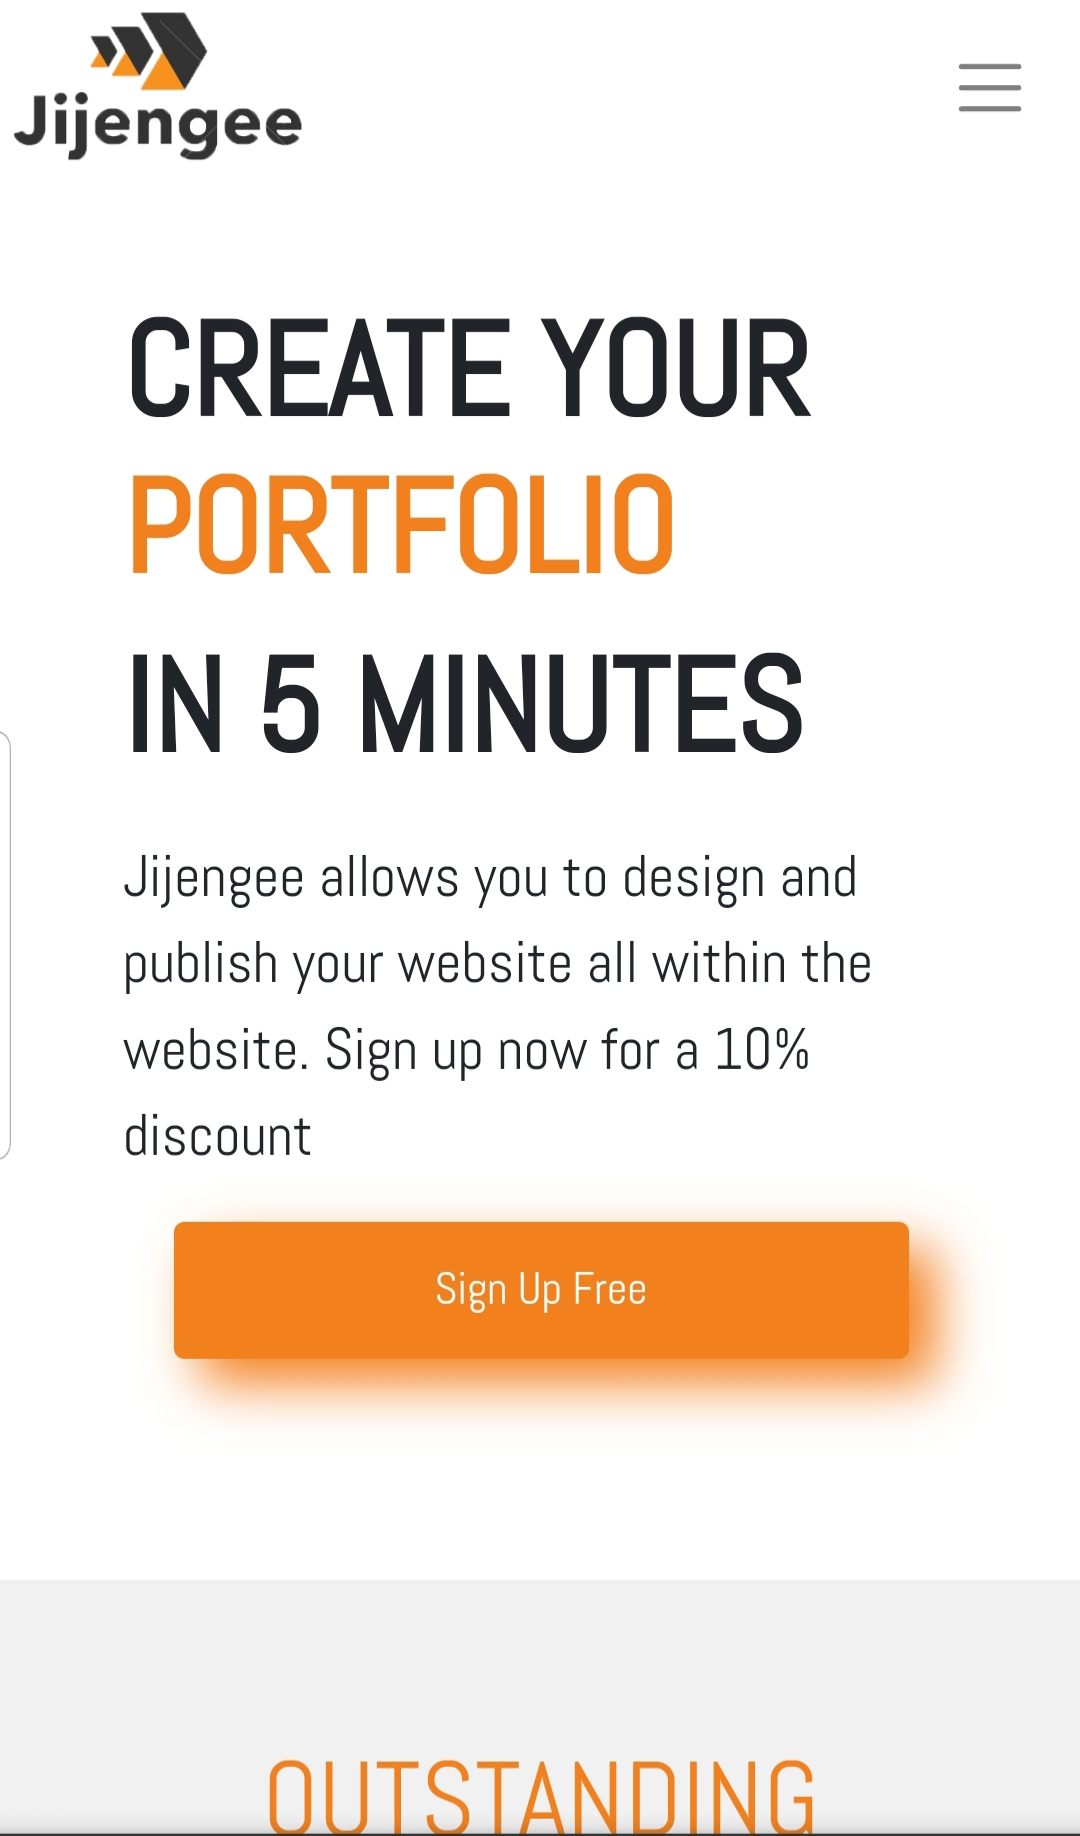 Jijengee
CREATE YOUR
PORTFOLIO
IN 5 MINUTES
Jijengee allows you to design and
publish your website all within the
website. Sign up now for a 10%
discount
Sign Up Free
OUTSTANDING